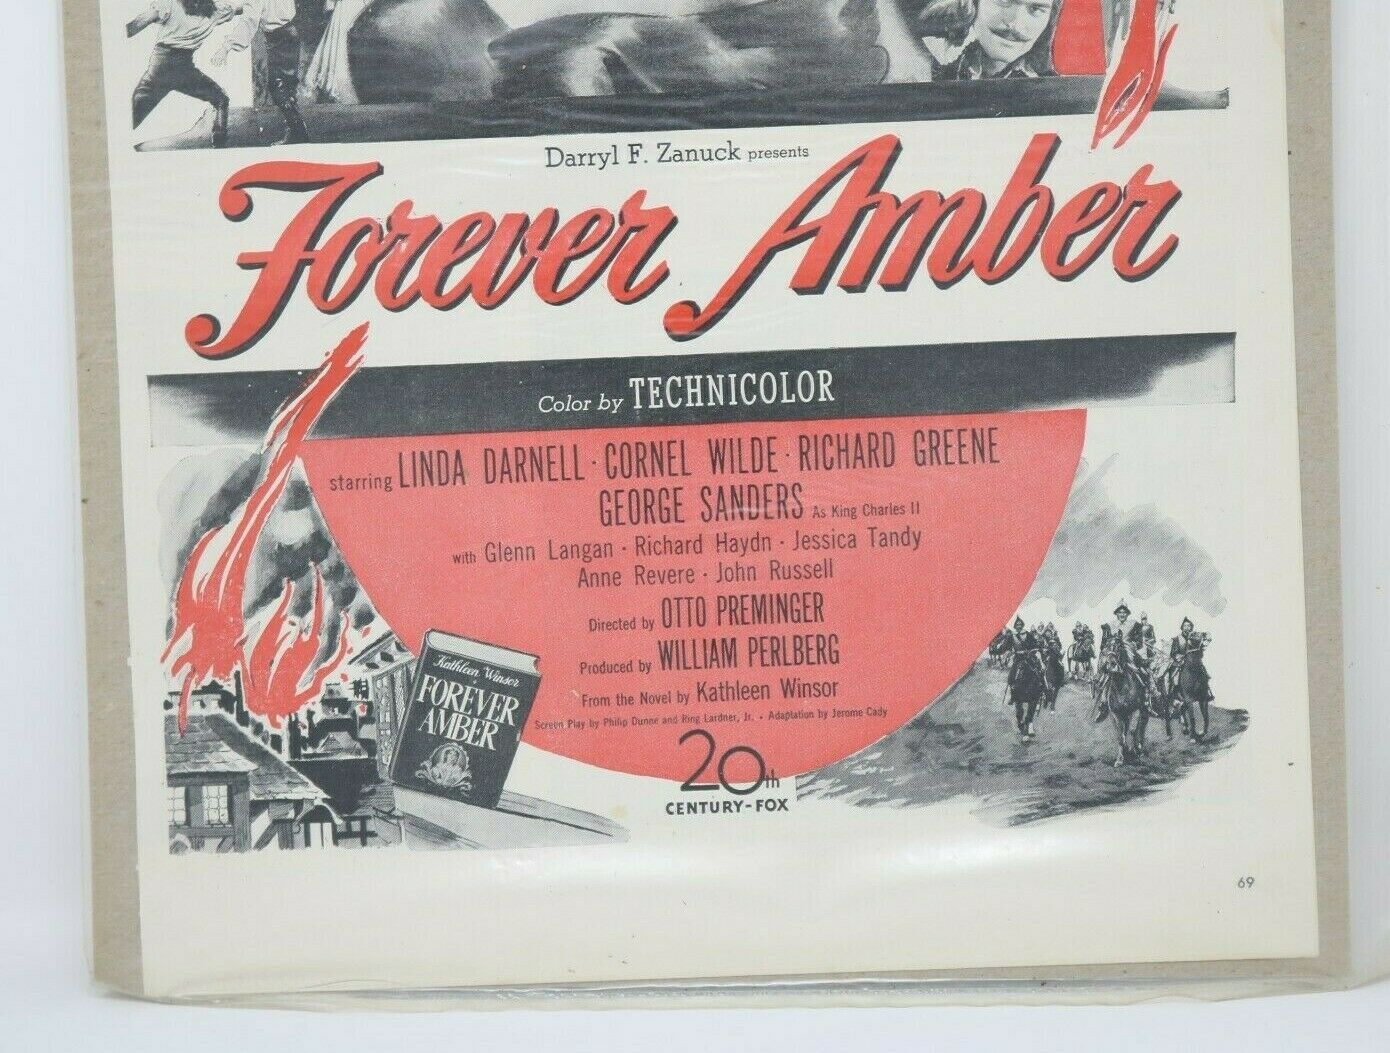 Darryl F. Zanuck presents
Forever Amber
Color by TECHNICOLOR
starring LINDA DARNELL · CORNEL WILDE · RICHARD GREENE
GEORGE SANDERS As King Charles II
with Glenn Langan · Richard Haydn · Jessica Tandy
Anne Revere · John Russell
Directed by OTTO PREMINGER
Produced by WILLIAM PERLBERG
From the Novel by Kathleen Winsor
Screen Play by Philip Dunne and Ring Lardner, Jr. · Adaptation by Jerome Cady
Kathleen Winsor
FOREVER
AMBER
20th
CENTURY-FOX
69